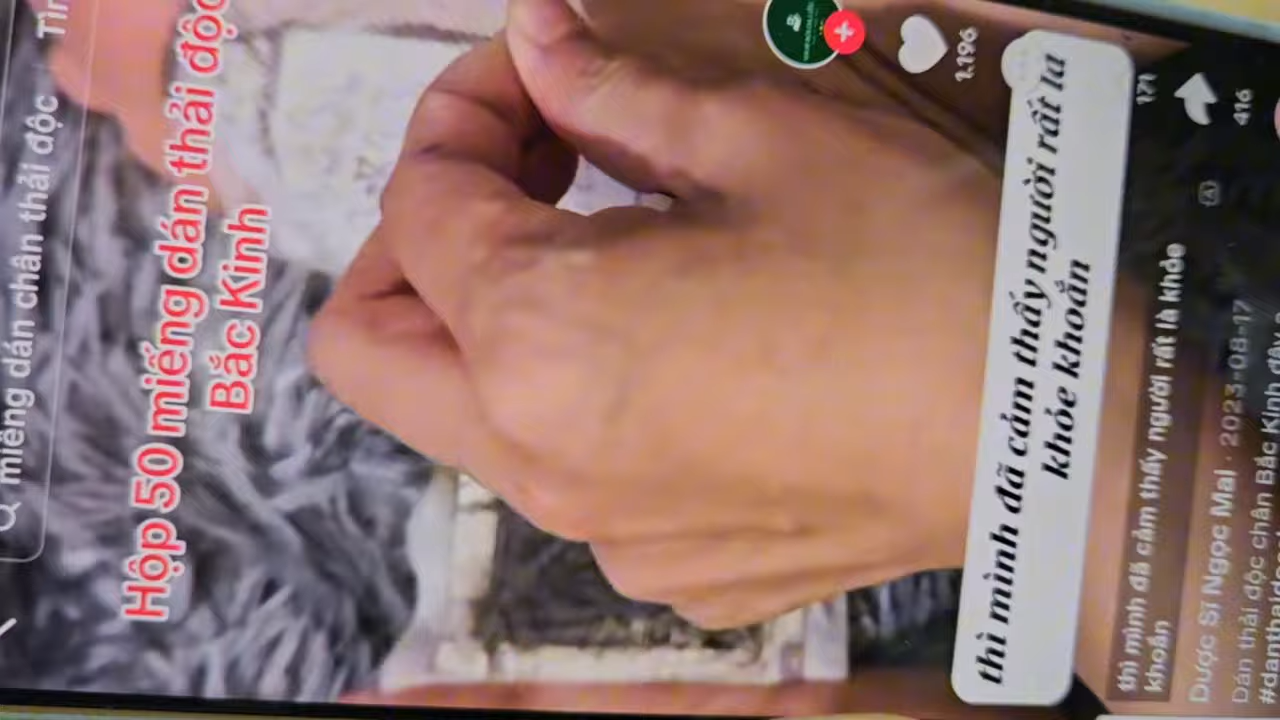 miếng dán chân thải độc
Hộp 50 miếng dán thải độc
Bắc Kinh
1.196
171
416
thì mình đã cảm thấy người rất là
khỏe khoắn
thì mình đã cảm thấy người rất là khỏe
khoắn
Dược Sĩ Ngọc Mai · 2023-08-17
Dán thải độc chân Bắc Kinh